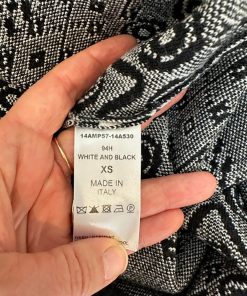 14AMP57-14A530
94H
WHITE AND BLACK
XS
MADE IN
ITALY